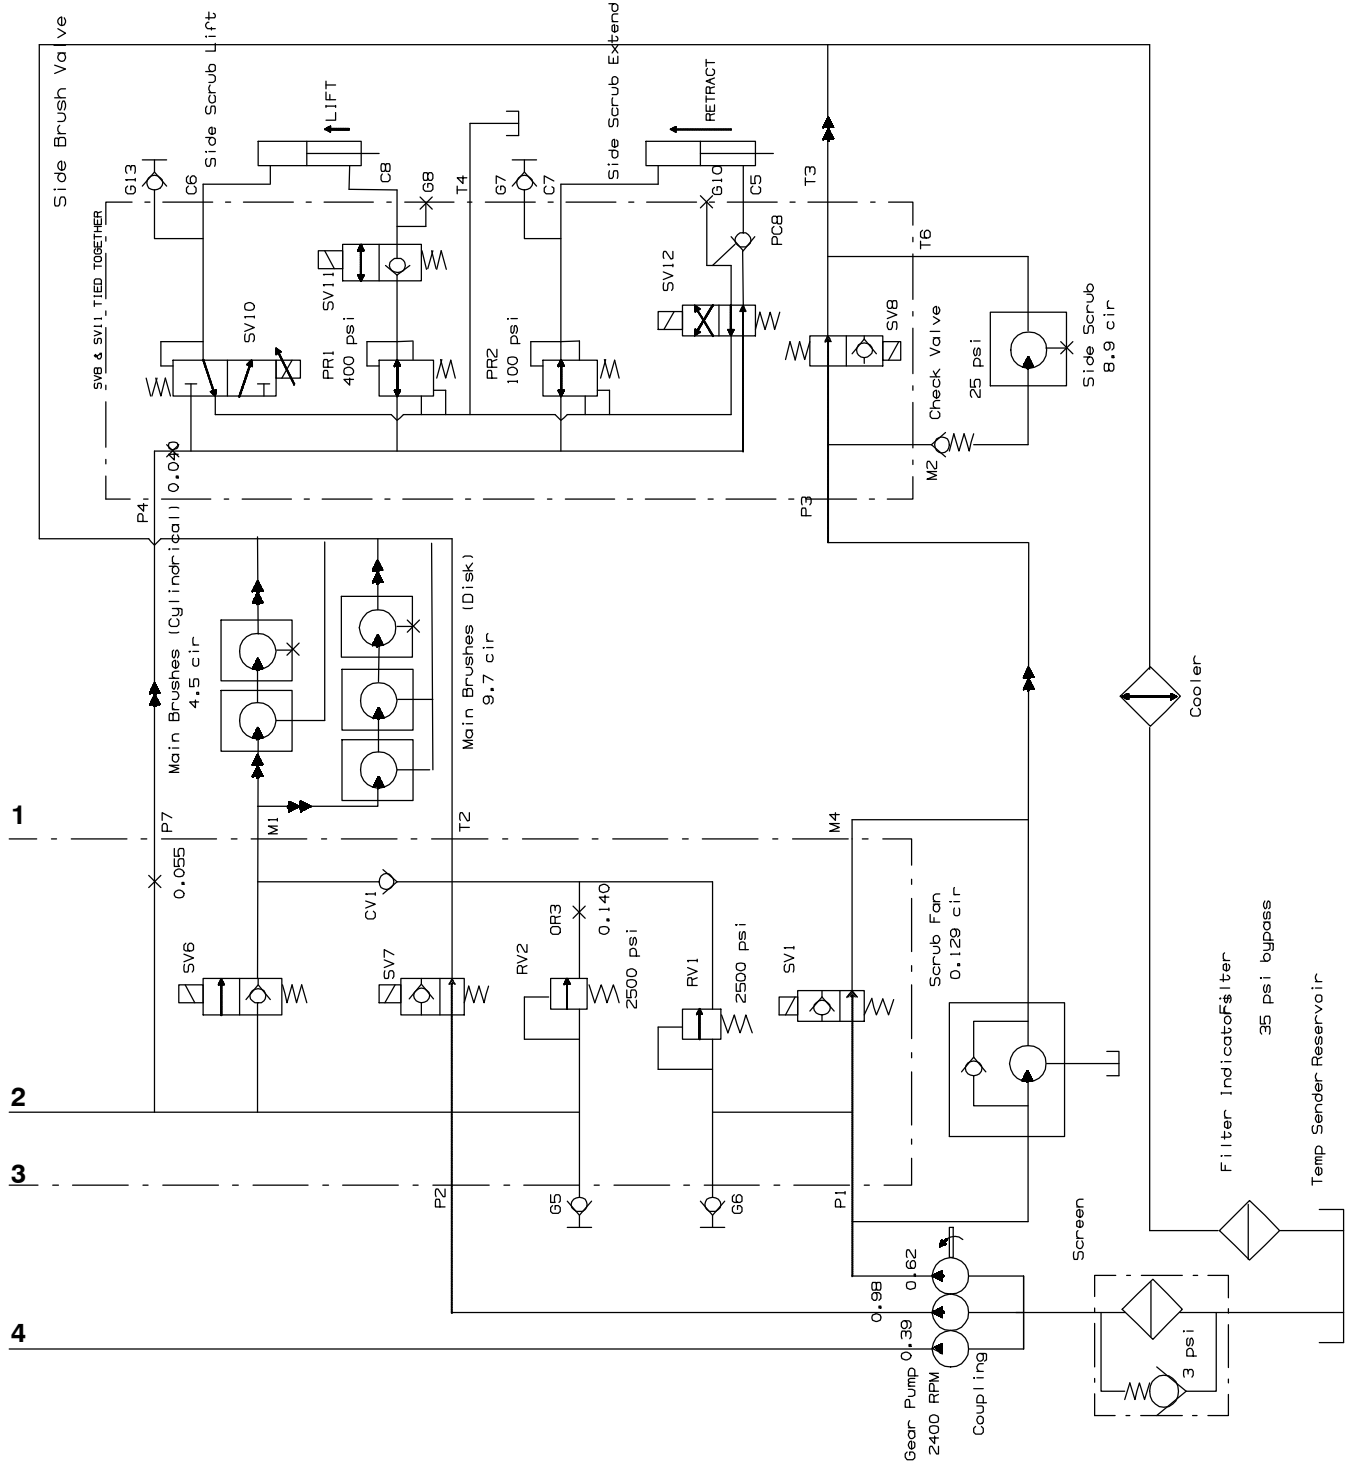 Side Brush Valve
SV8 & SV11 TIED TOGETHER
G13
C6
Side Scrub Lift
LIFT
C8
G8
T4
G7
C7
Side Scrub Extend
RETRACT
G10
C5
PC8
T3
T6
SV10
SV11
PR1
400 psi
PR2
100 psi
SV12
SV8
Check Valve
25 psi
Side Scrub
8.9 cir
M2
P4
0.040
P3
Main Brushes (Cylindrical)
4.5 cir
Main Brushes (Disk)
9.7 cir
Cooler
1
P7
M1
T2
M4
0.055
CV1
OR3
0.140
SV6
SV7
RV2
2500 psi
RV1
2500 psi
SV1
Scrub Fan
0.129 cir
2
3
P2
G5
G6
P1
4
0.62
0.98
0.39
Gear Pump
2400 RPM
Coupling
Screen
3 psi
Filter Indicator
Filter
35 psi bypass
Temp Sender
Reservoir